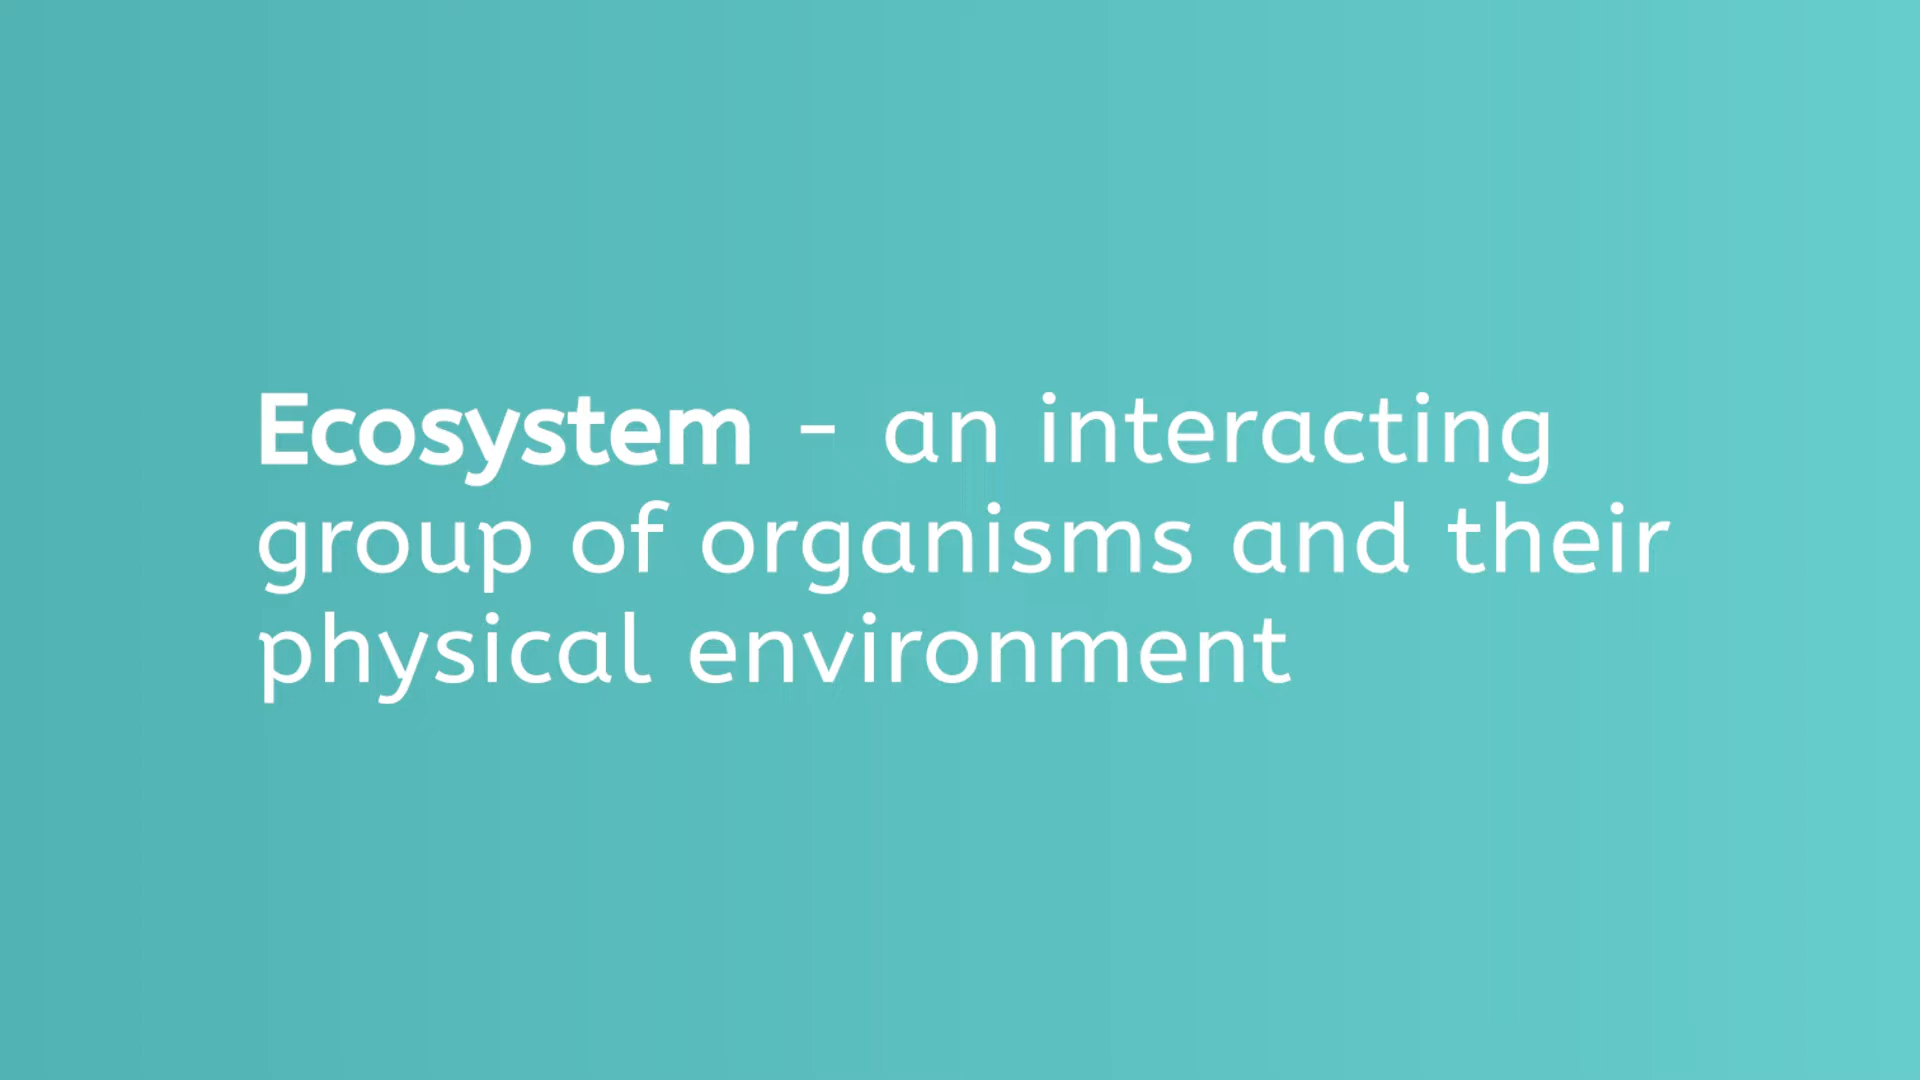 Ecosystem - an interacting
group of organisms and their
physical environment